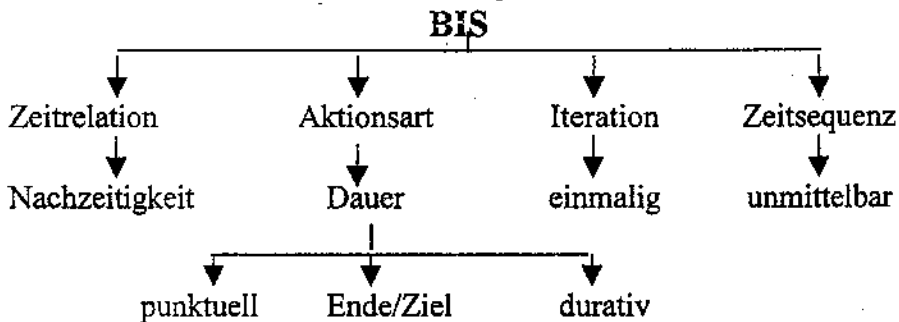 BIS
Zeitrelation Aktionsart Iteration Zeitsequenz
Nachzeitigkeit Dauer einmalig unmittelbar
punktuell Ende/Ziel durativ